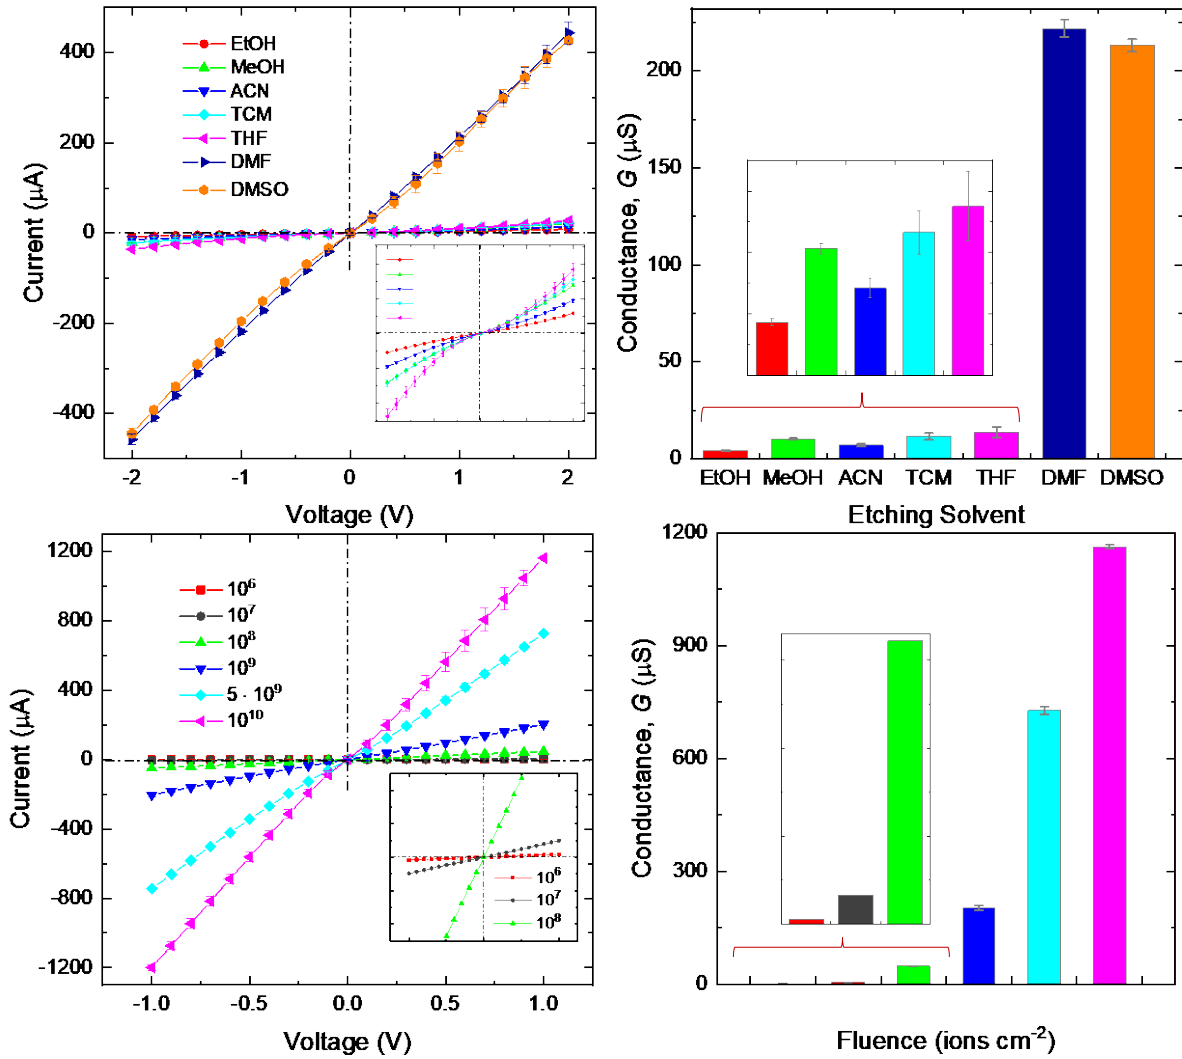 400
200
0
-200
-400
Current (μA)
EtOH
MeOH
ACN
TCM
THF
DMF
DMSO
-2
-1
0
1
2
Voltage (V)
200
150
100
50
0
Conductance, G (μS)
EtOH MeOH ACN TCM THF DMF DMSO
Etching Solvent
1200
800
400
0
-400
-800
-1200
Current (μA)
10⁶
10⁷
10⁸
10⁹
5 · 10⁹
10¹⁰
10⁶
10⁷
10⁸
-1.0
-0.5
0.0
0.5
1.0
Voltage (V)
1200
900
600
300
0
Conductance, G (μS)
Fluence (ions cm⁻²)